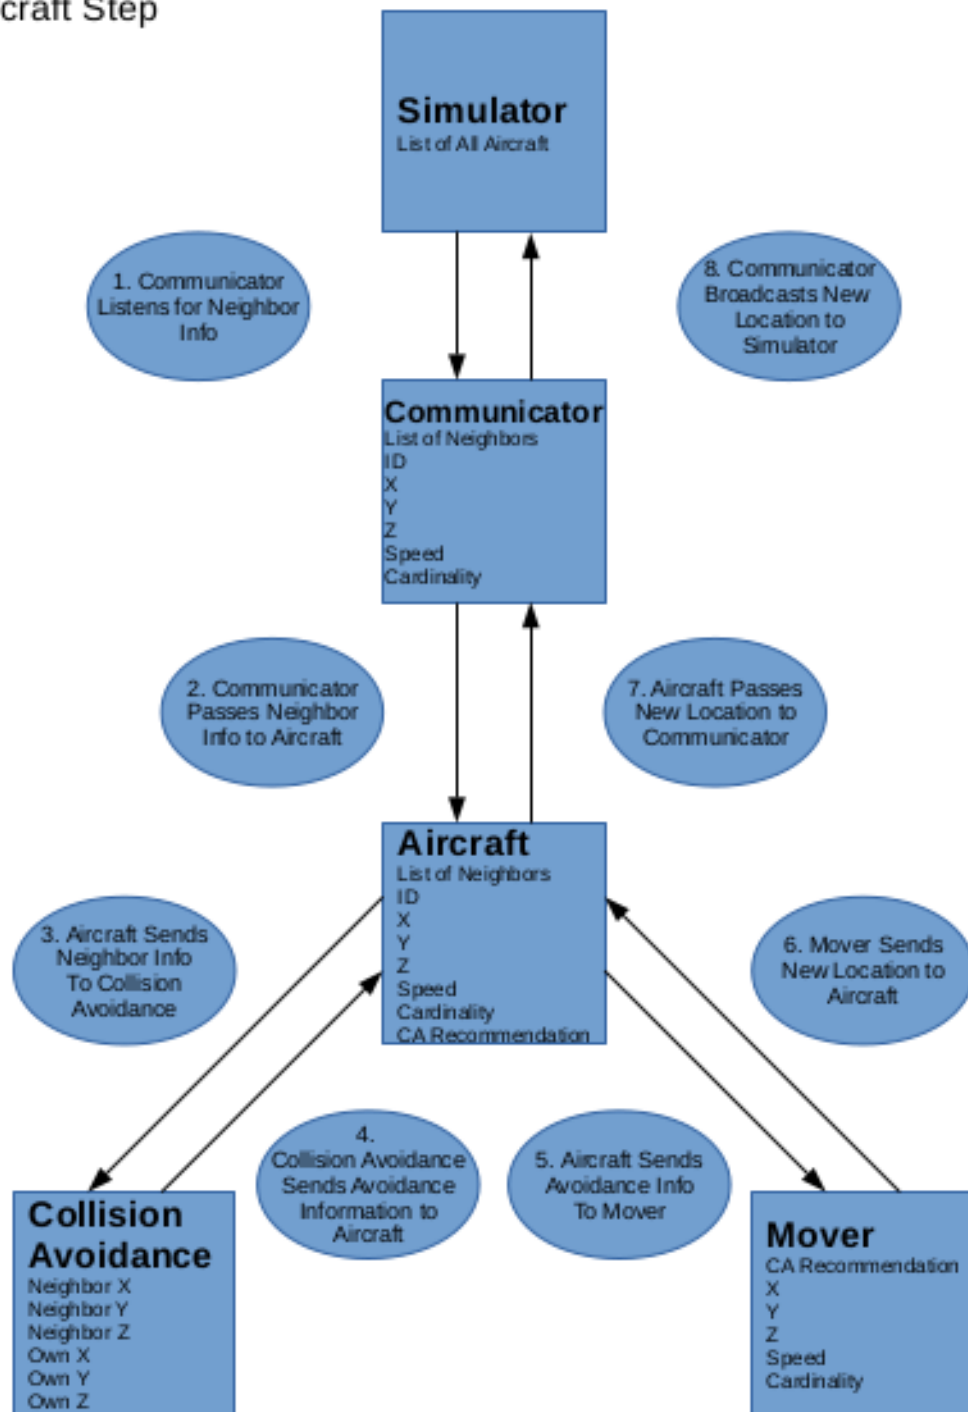 craft Step
Simulator
List of All Aircraft
1. Communicator
Listens for Neighbor
Info
8. Communicator
Broadcasts New
Location to
Simulator
Communicator
List of Neighbors
ID
X
Y
Z
Speed
Cardinality
2. Communicator
Passes Neighbor
Info to Aircraft
7. Aircraft Passes
New Location to
Communicator
Aircraft
List of Neighbors
ID
X
Y
Z
Speed
Cardinality
CA Recommendation
3. Aircraft Sends
Neighbor Info
To Collision
Avoidance
6. Mover Sends
New Location to
Aircraft
4.
Collision Avoidance
Sends Avoidance
Information to
Aircraft
5. Aircraft Sends
Avoidance Info
To Mover
Collision
Avoidance
Neighbor X
Neighbor Y
Neighbor Z
Own X
Own Y
Own Z
Mover
CA Recommendation
X
Y
Z
Speed
Cardinality